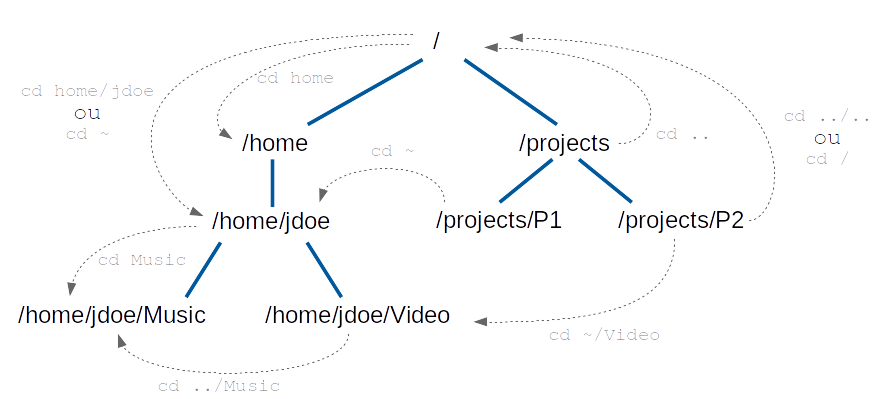 /
cd home
cd home/jdoe
ou
cd ~
cd ../..
ou
cd /
/home
/projects
cd ..
cd ~
/home/jdoe
/projects/P1
/projects/P2
cd Music
/home/jdoe/Music
/home/jdoe/Video
cd ~/Video
cd ../Music